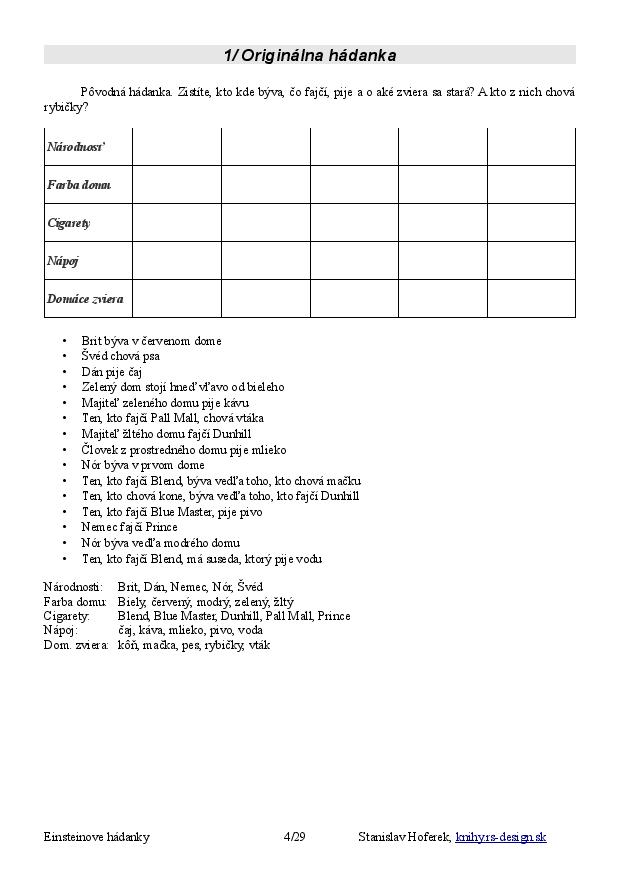 1/ Originálna hádanka
Pôvodná hádanka. Zistíte, kto kde býva, čo fajčí, pije a o aké zviera sa stará? A kto z nich chová
rybičky?
Národnosť
Farba domu
Cigarety
Nápoj
Domáce zviera
• Brit býva v červenom dome
• Švéd chová psa
• Dán pije čaj
• Zelený dom stojí hneď vľavo od bieleho
• Majiteľ zeleného domu pije kávu
• Ten, kto fajčí Pall Mall, chová vtáka
• Majiteľ žltého domu fajčí Dunhill
• Človek z prostredného domu pije mlieko
• Nór býva v prvom dome
• Ten, kto fajčí Blend, býva vedľa toho, kto chová mačku
• Ten, kto chová kone, býva vedľa toho, kto fajčí Dunhill
• Ten, kto fajčí Blue Master, pije pivo
• Nemec fajčí Prince
• Nór býva vedľa modrého domu
• Ten, kto fajčí Blend, má suseda, ktorý pije vodu
Národnosti: Brit, Dán, Nemec, Nór, Švéd
Farba domu: Biely, červený, modrý, zelený, žltý
Cigarety: Blend, Blue Master, Dunhill, Pall Mall, Prince
Nápoj: čaj, káva, mlieko, pivo, voda
Dom. zviera: kôň, mačka, pes, rybičky, vták
Einsteinove hádanky 4/29 Stanislav Hoferek, knihy.rs-design.sk